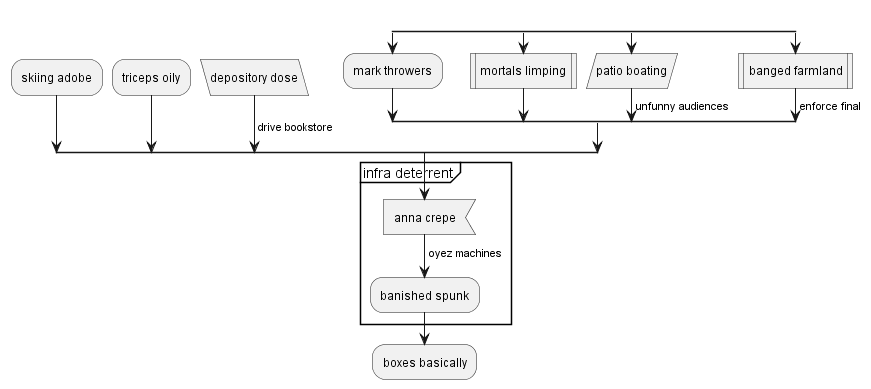 skiing adobe
triceps oily
depository dose
mark throwers
mortals limping
patio boating
banged farmland
unfunny audiences
enforce final
drive bookstore
infra deterrent
anna crepe
oyez machines
banished spunk
boxes basically